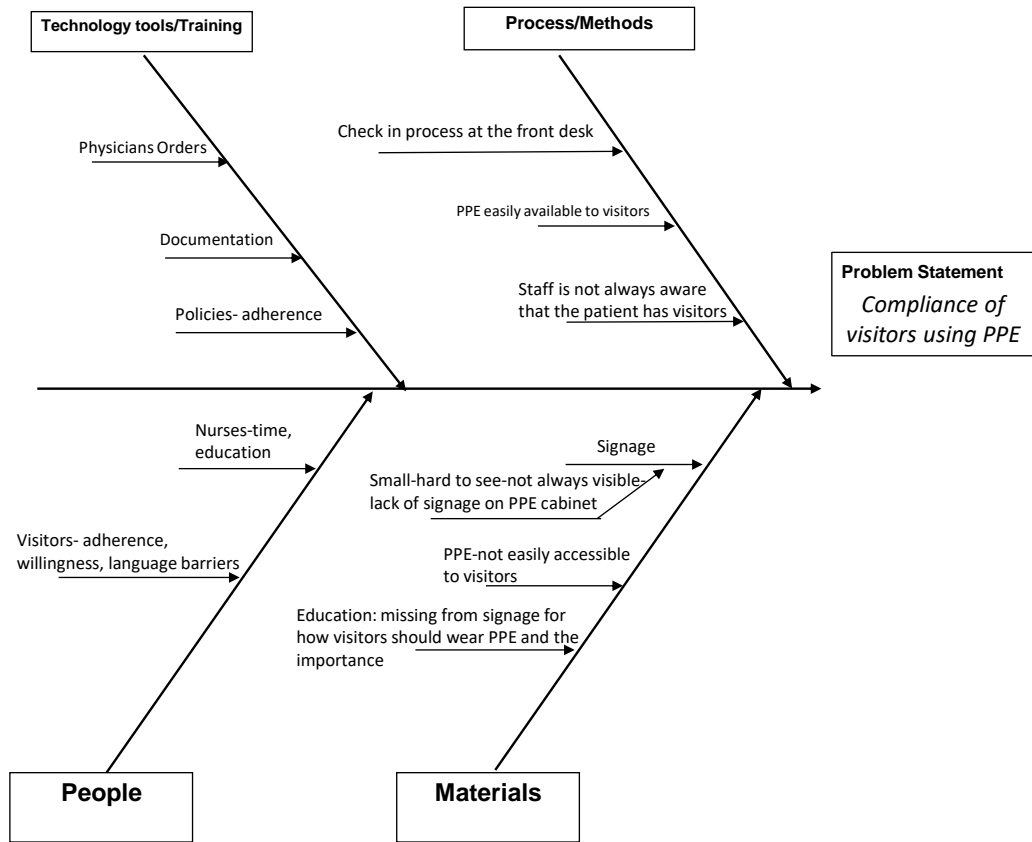 Technology tools/Training
Process/Methods
Physicians Orders
Documentation
Policies- adherence
Check in process at the front desk
PPE easily available to visitors
Staff is not always aware
that the patient has visitors
Problem Statement
Compliance of
visitors using PPE
Nurses-time,
education
Visitors- adherence,
willingness, language barriers
Signage
Small-hard to see-not always visible-
lack of signage on PPE cabinet
PPE-not easily accessible
to visitors
Education: missing from signage for
how visitors should wear PPE and the
importance
People
Materials